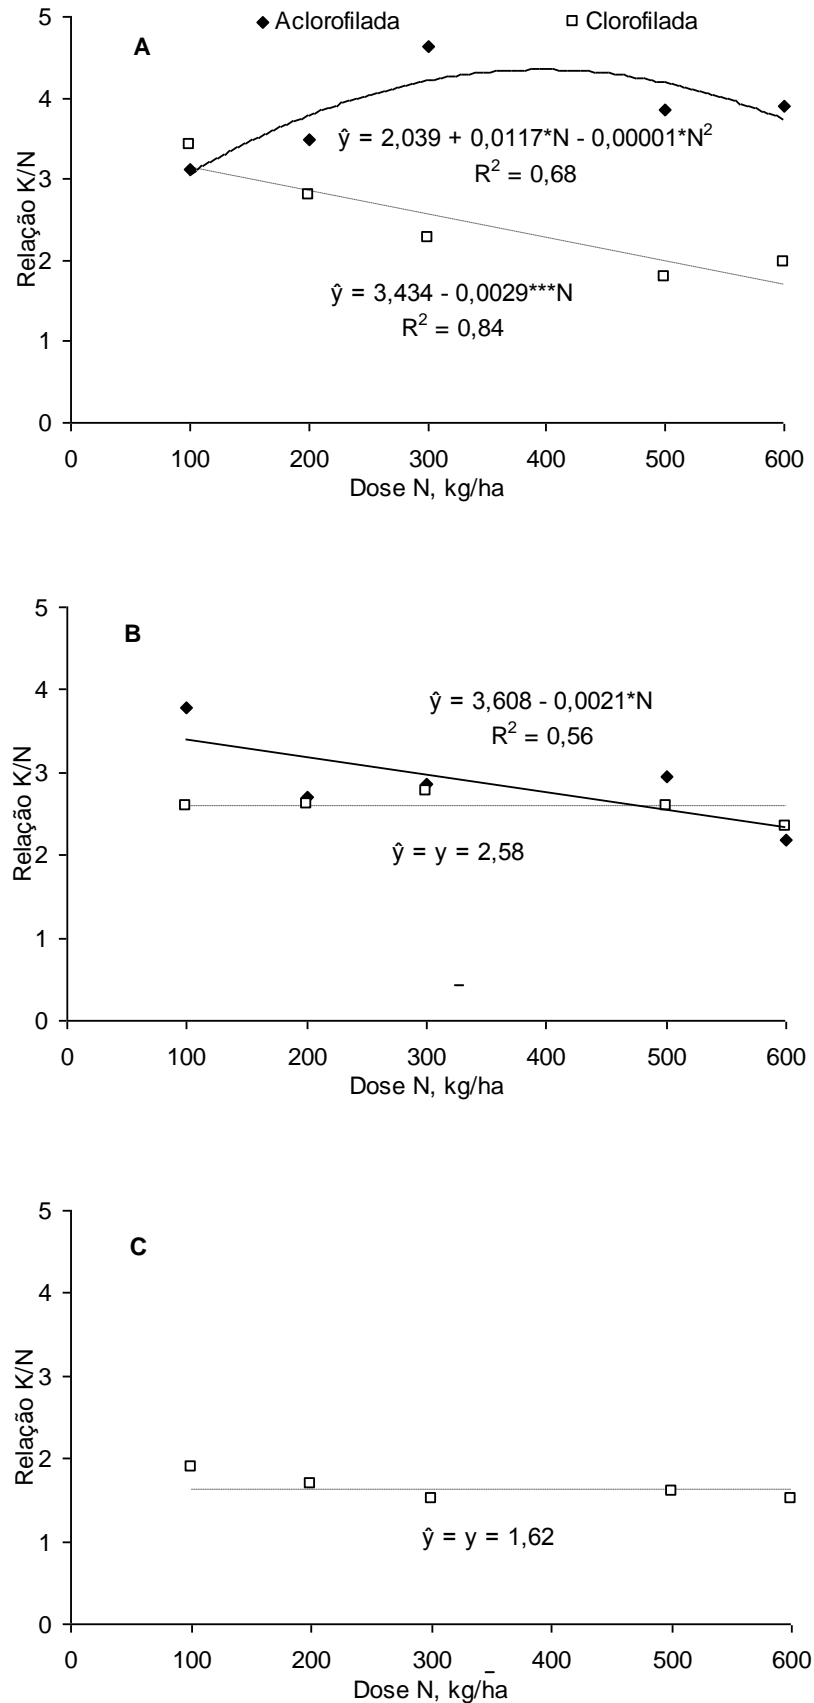 5
A
◆ Aclorofilada
□ Clorofilada
4
ŷ = 2,039 + 0,0117*N - 0,00001*N²
R² = 0,68
3
Relação K/N
2
ŷ = 3,434 - 0,0029***N
R² = 0,84
1
0
0 100 200 300 400 500 600
Dose N, kg/ha
5
B
4
ŷ = 3,608 - 0,0021*N
R² = 0,56
3
Relação K/N
2
ŷ = y = 2,58
1
0
0 100 200 300 400 500 600
Dose N, kg/ha
5
C
4
3
Relação K/N
2
1
ŷ = y = 1,62
0
0 100 200 300 400 500 600
Dose N, kg/ha